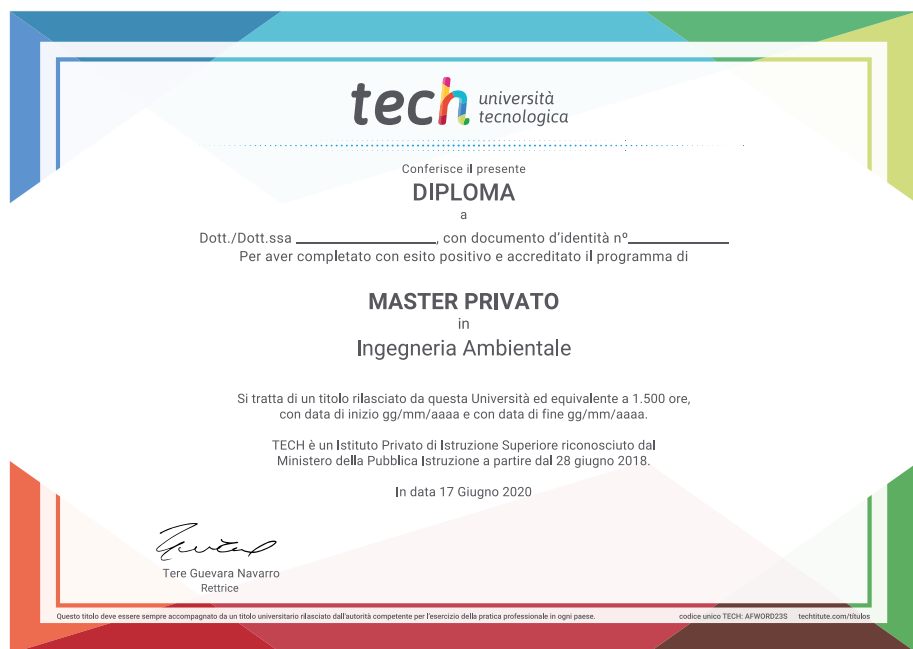 tech università
tecnologica
Conferisce il presente
DIPLOMA
a
Dott./Dott.ssa ____________________, con documento d'identità nº______________
Per aver completato con esito positivo e accreditato il programma di
MASTER PRIVATO
in
Ingegneria Ambientale
Si tratta di un titolo rilasciato da questa Università ed equivalente a 1.500 ore,
con data di inizio gg/mm/aaaa e con data di fine gg/mm/aaaa.
TECH è un Istituto Privato di Istruzione Superiore riconosciuto dal
Ministero della Pubblica Istruzione a partire dal 28 giugno 2018.
In data 17 Giugno 2020
Tere Guevara Navarro
Rettrice
Questo titolo deve essere sempre accompagnato da un titolo universitario rilasciato dall'autorità competente per l'esercizio della pratica professionale in ogni paese. codice unico TECH: AFWORD23S techtitute.com/titulos